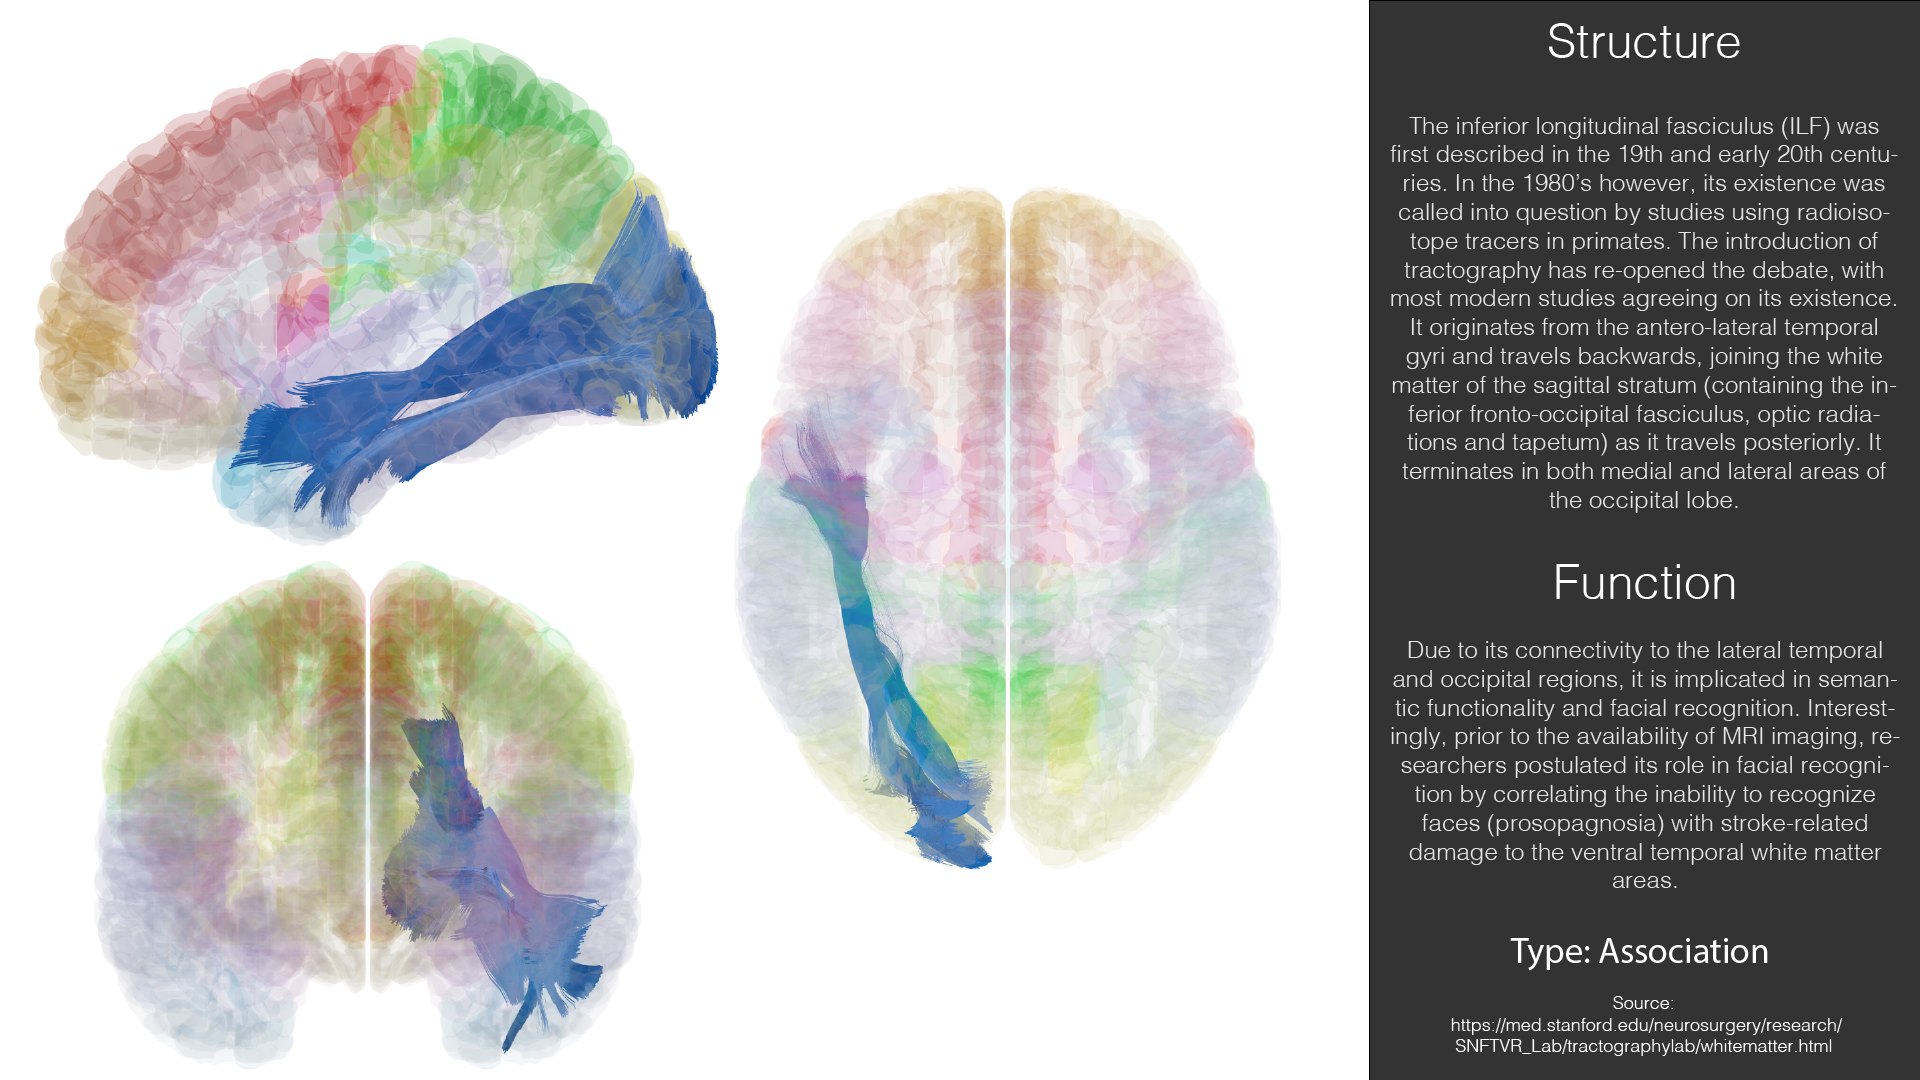 Structure
The inferior longitudinal fasciculus (ILF) was
first described in the 19th and early 20th centu-
ries. In the 1980’s however, its existence was
called into question by studies using radioiso-
tope tracers in primates. The introduction of
tractography has re-opened the debate, with
most modern studies agreeing on its existence.
It originates from the antero-lateral temporal
gyri and travels backwards, joining the white
matter of the sagittal stratum (containing the in-
ferior fronto-occipital fasciculus, optic radia-
tions and tapetum) as it travels posteriorly. It
terminates in both medial and lateral areas of
the occipital lobe.
Function
Due to its connectivity to the lateral temporal
and occipital regions, it is implicated in seman-
tic functionality and facial recognition. Interest-
ingly, prior to the availability of MRI imaging, re-
searchers postulated its role in facial recogni-
tion by correlating the inability to recognize
faces (prosopagnosia) with stroke-related
damage to the ventral temporal white matter
areas.
Type: Association
Source:
https://med.stanford.edu/neurosurgery/research/
SNFTVR_Lab/tractographylab/whitematter.html